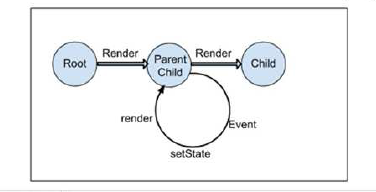 Render
Render
Root
Parent
Child
Child
render
Event
setState